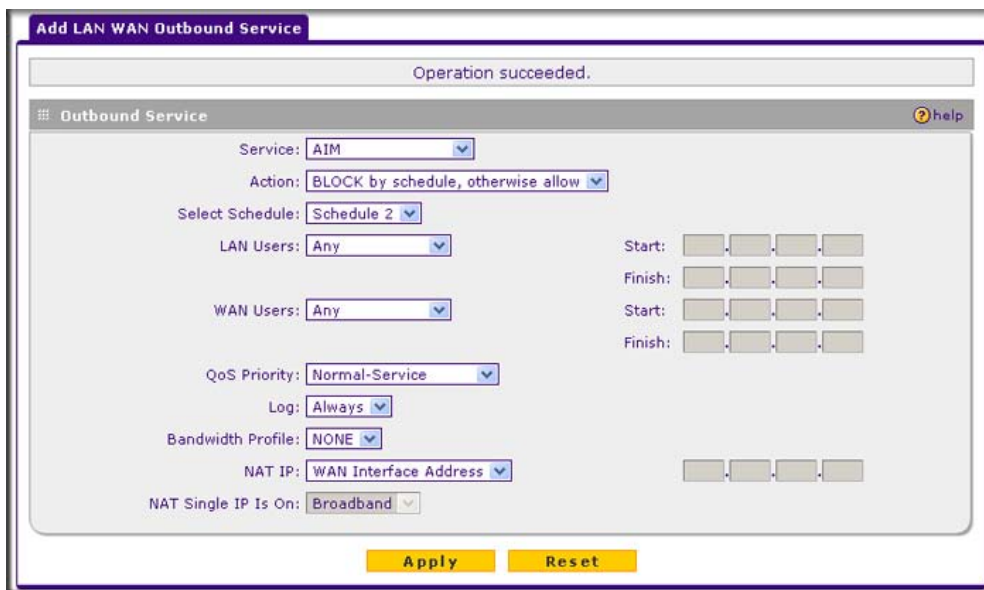 Add LAN WAN Outbound Service
Operation succeeded.
Outbound Service
help
Service: AIM
Action: BLOCK by schedule, otherwise allow
Select Schedule: Schedule 2
LAN Users: Any Start:
Finish:
WAN Users: Any Start:
Finish:
QoS Priority: Normal-Service
Log: Always
Bandwidth Profile: NONE
NAT IP: WAN Interface Address
NAT Single IP Is On: Broadband
Apply Reset